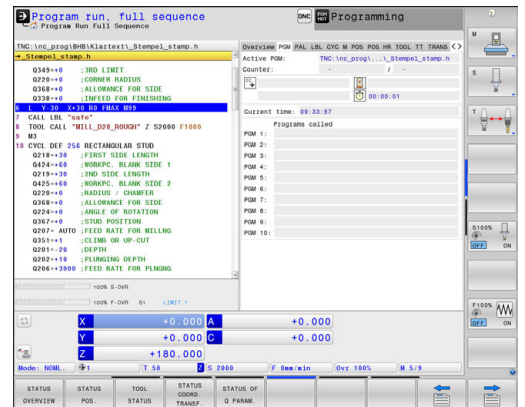 Program run, full sequence
Program Run Full Sequence
DNC
Programming
TNC:\nc_prog\BHB\Klartext\_Stempel_stamp.h
→_Stempel_stamp.h
Q349=+0 ;3RD LIMIT
Q220=+0 ;CORNER RADIUS
Q368=+0 ;ALLOWANCE FOR SIDE
Q338=+0 ;INFEED FOR FINISHING
6 L Y-30 X+30 R0 FMAX M99
7 CALL LBL "safe"
8 TOOL CALL "MILL_D20_ROUGH" Z S2000 F1000
9 M3
10 CYCL DEF 256 RECTANGULAR STUD
Q218=+30 ;FIRST SIDE LENGTH
Q424=+60 ;WORKPC. BLANK SIDE 1
Q219=+30 ;2ND SIDE LENGTH
Q425=+60 ;WORKPC. BLANK SIDE 2
Q220=+0 ;RADIUS / CHAMFER
Q368=+0 ;ALLOWANCE FOR SIDE
Q224=+0 ;ANGLE OF ROTATION
Q367=+0 ;STUD POSITION
Q207= AUTO ;FEED RATE FOR MILLNG
Q351=+1 ;CLIMB OR UP-CUT
Q201=-20 ;DEPTH
Q202=+10 ;PLUNGING DEPTH
Q206=+3000 ;FEED RATE FOR PLNGNG
100% S-OVR
100% F-OVR S1 LIMIT 1
Overview PGM PAL LBL CYC M POS POS HR TOOL TT TRANS
Active PGM: TNC:\nc_prog\...\_Stempel_stamp.h
Counter: - / -
00:00:01
Current time: 09:33:57
Programs called
PGM 1:
PGM 2:
PGM 3:
PGM 4:
PGM 5:
PGM 6:
PGM 7:
PGM 8:
PGM 9:
PGM 10:
X +0.000 A +0.000
Y +0.000 C +0.000
Z +180.000
Mode: NOML. 1 T 50 Z S 2000 F 0mm/min Ovr 100% M 5/9
STATUS OVERVIEW
STATUS POS.
TOOL STATUS
STATUS COORD. TRANSF.
STATUS OF Q PARAM.
M
S
T
S100%
OFF ON
F100%
OFF ON